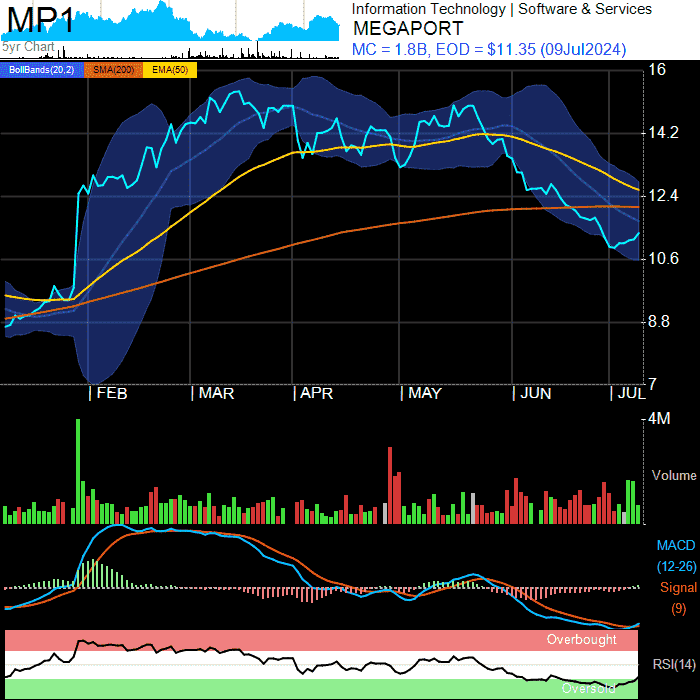 MP1
5yr Chart
Information Technology | Software & Services
MEGAPORT
MC = 1.8B, EOD = $11.35 (09Jul2024)
BollBands(20,2) SMA(200) EMA(50)
16
14.2
12.4
10.6
8.8
7
| FEB | MAR | APR | MAY | JUN | JUL
4M
Volume
MACD
(12-26)
Signal
(9)
Overbought
RSI(14)
Oversold